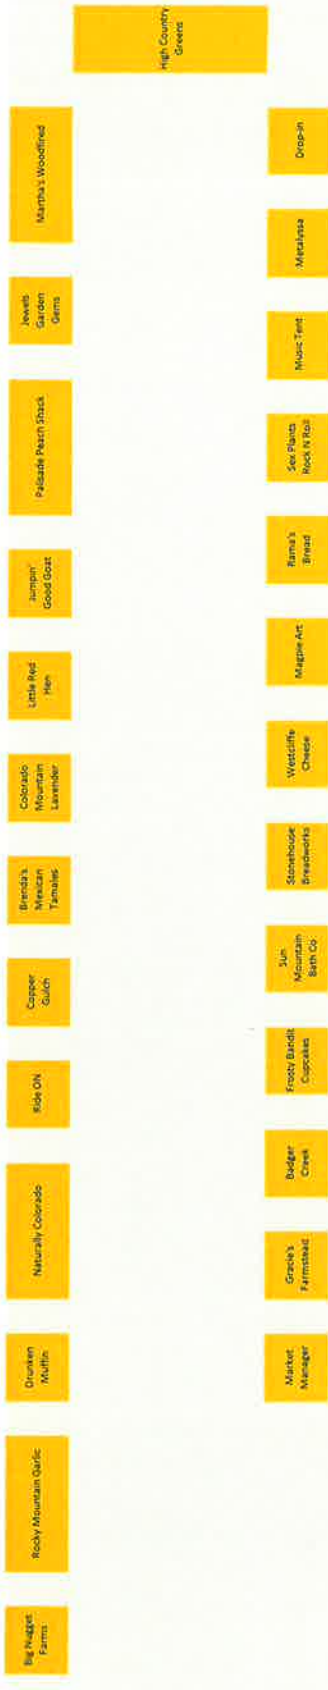 High Country
Greens
Martha's Woodfired
Jewels
Garden
Gems
Palisade Peach Shack
Jumpin'
Good Goat
Little Red
Hen
Colorado
Mountain
Lavender
Brenda's
Mexican
Tamales
Copper
Gulch
Ride ON
Naturally Colorado
Drunken
Muffin
Rocky Mountain Garlic
Big Nugget
Farms
Drop-in
Metalyssa
Music Tent
Sex Plants
Rock N Roll
Rama's
Bread
Magpie Art
Westcliffe
Cheese
Stonehouse
Breadworks
Sun
Mountain
Bath Co
Frosty Bandit
Cupcakes
Badger
Creek
Gracie's
Farmstead
Market
Manager